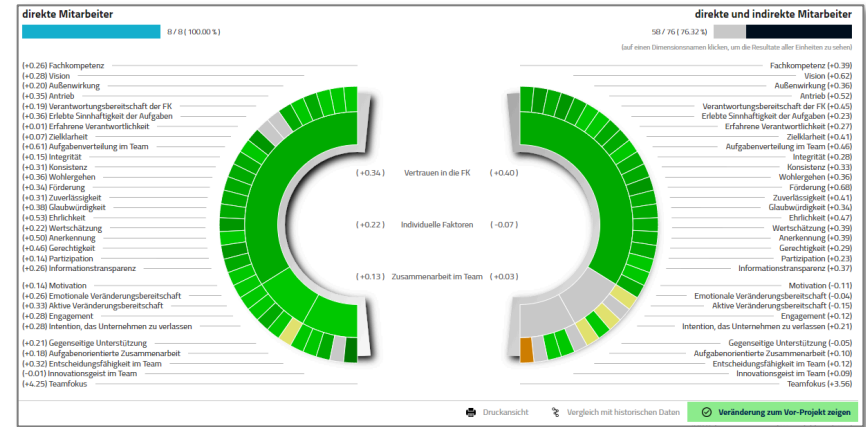 direkte Mitarbeiter
direkte und indirekte Mitarbeiter
8 / 8 ( 100.00 % )
58 / 76 ( 76.32 % )
(auf einen Dimensionsnamen klicken, um die Resultate aller Einheiten zu sehen)
(+0.26) Fachkompetenz
(+0.28) Vision
(+0.20) Außenwirkung
(+0.35) Antrieb
(+0.19) Verantwortungsbereitschaft der FK
(+0.36) Erlebte Sinnhaftigkeit der Aufgaben
(+0.01) Erfahrene Verantwortlichkeit
(+0.07) Zielklarheit
(+0.61) Aufgabenverteilung im Team
(+0.15) Integrität
(+0.31) Konsistenz
(+0.36) Wohlergehen
(+0.34) Förderung
(+0.31) Zuverlässigkeit
(+0.38) Glaubwürdigkeit
(+0.53) Ehrlichkeit
(+0.22) Wertschätzung
(+0.50) Anerkennung
(+0.46) Gerechtigkeit
(+0.14) Partizipation
(+0.26) Informationstransparenz
(+0.14) Motivation
(+0.26) Emotionale Veränderungsbereitschaft
(+0.33) Aktive Veränderungsbereitschaft
(+0.28) Engagement
(+0.28) Intention, das Unternehmen zu verlassen
(+0.21) Gegenseitige Unterstützung
(+0.18) Aufgabenorientierte Zusammenarbeit
(+0.32) Entscheidungsfähigkeit im Team
(-0.01) Innovationsgeist im Team
(+4.25) Teamfokus
(+0.34) Vertrauen in die FK (+0.40)
(+0.22) Individuelle Faktoren (-0.07)
(+0.13) Zusammenarbeit im Team (+0.03)
Fachkompetenz (+0.39)
Vision (+0.62)
Außenwirkung (+0.36)
Antrieb (+0.52)
Verantwortungsbereitschaft der FK (+0.45)
Erlebte Sinnhaftigkeit der Aufgaben (+0.23)
Erfahrene Verantwortlichkeit (+0.27)
Zielklarheit (+0.41)
Aufgabenverteilung im Team (+0.46)
Integrität (+0.28)
Konsistenz (+0.33)
Wohlergehen (+0.36)
Förderung (+0.68)
Zuverlässigkeit (+0.41)
Glaubwürdigkeit (+0.34)
Ehrlichkeit (+0.47)
Wertschätzung (+0.39)
Anerkennung (+0.39)
Gerechtigkeit (+0.29)
Partizipation (+0.23)
Informationstransparenz (+0.37)
Motivation (-0.11)
Emotionale Veränderungsbereitschaft (-0.04)
Aktive Veränderungsbereitschaft (-0.15)
Engagement (+0.12)
Intention, das Unternehmen zu verlassen (+0.21)
Gegenseitige Unterstützung (-0.05)
Aufgabenorientierte Zusammenarbeit (+0.10)
Entscheidungsfähigkeit im Team (+0.12)
Innovationsgeist im Team (+0.09)
Teamfokus (+3.56)
Druckansicht
Vergleich mit historischen Daten
Veränderung zum Vor-Projekt zeigen